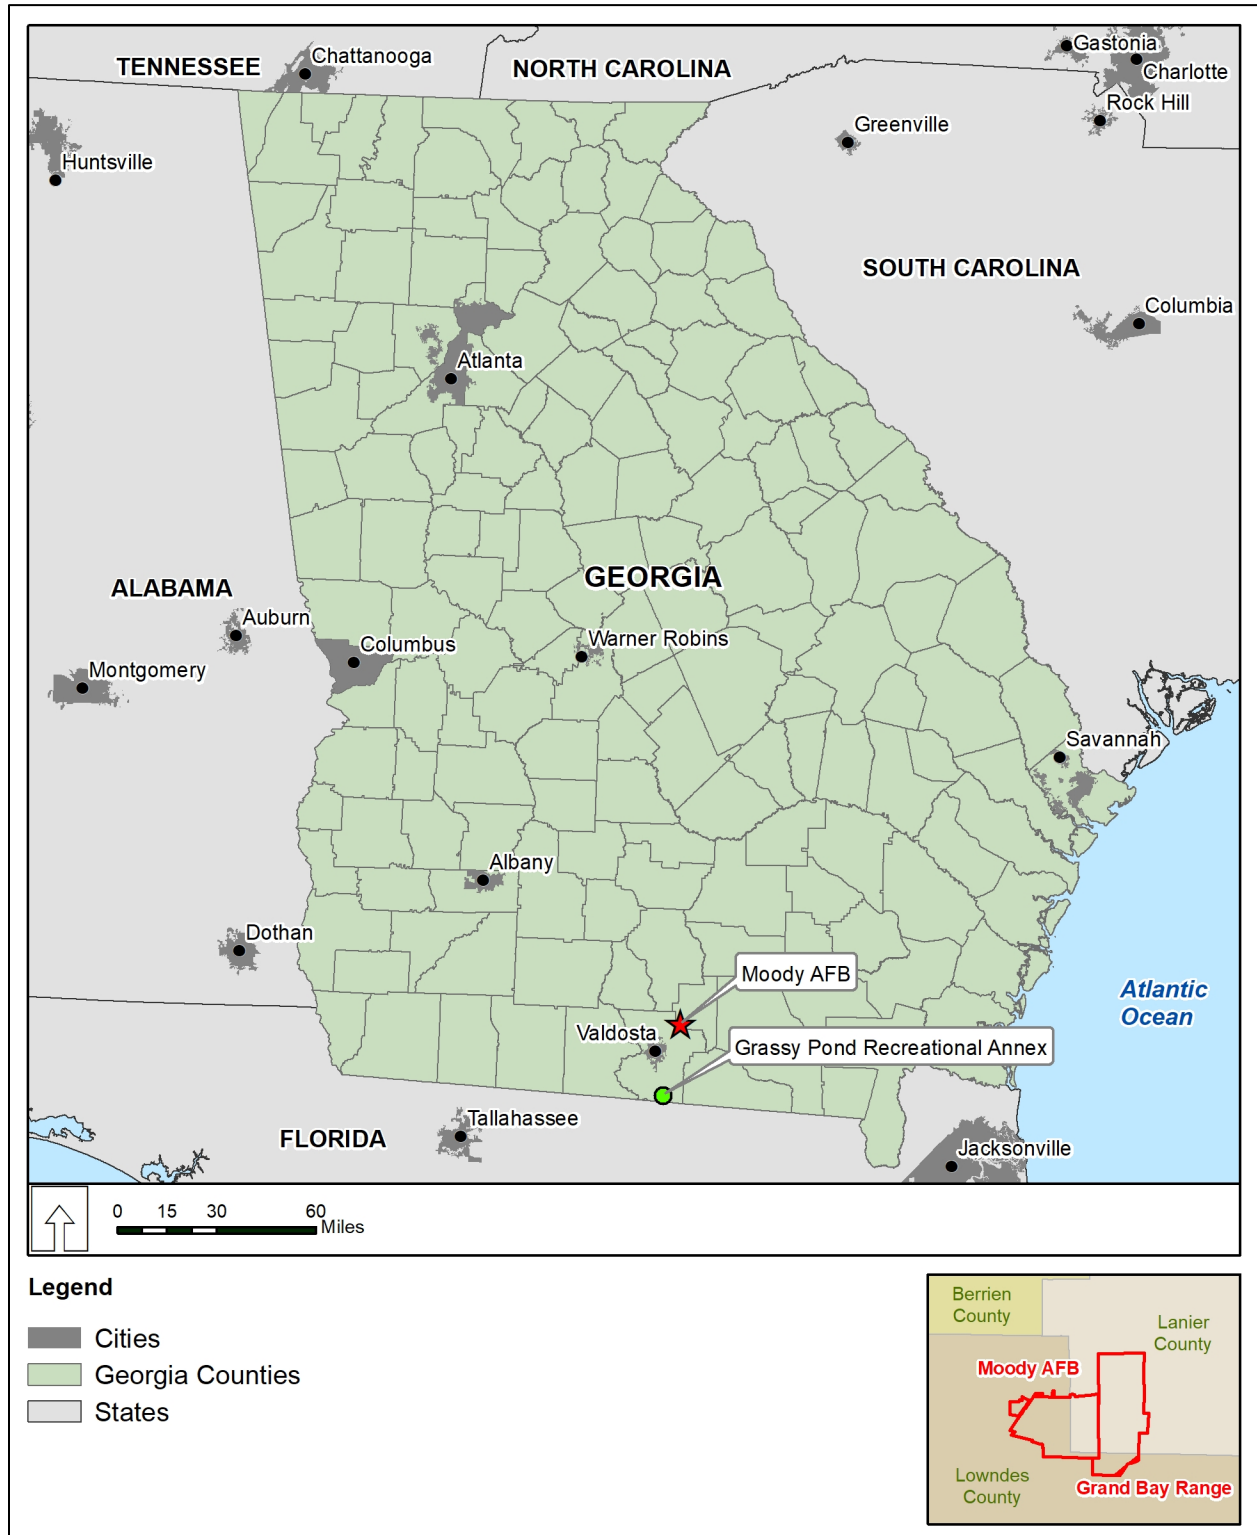 TENNESSEE
Chattanooga
NORTH CAROLINA
Gastonia
Charlotte
Rock Hill
Greenville
Huntsville
SOUTH CAROLINA
Columbia
Atlanta
GEORGIA
ALABAMA
Auburn
Columbus
Warner Robins
Montgomery
Savannah
Albany
Dothan
Moody AFB
Atlantic
Ocean
Valdosta
Grassy Pond Recreational Annex
Tallahassee
FLORIDA
Jacksonville
0 15 30 60
Miles
Legend
Cities
Georgia Counties
States
Berrien
County
Lanier
County
Moody AFB
Lowndes
County
Grand Bay Range